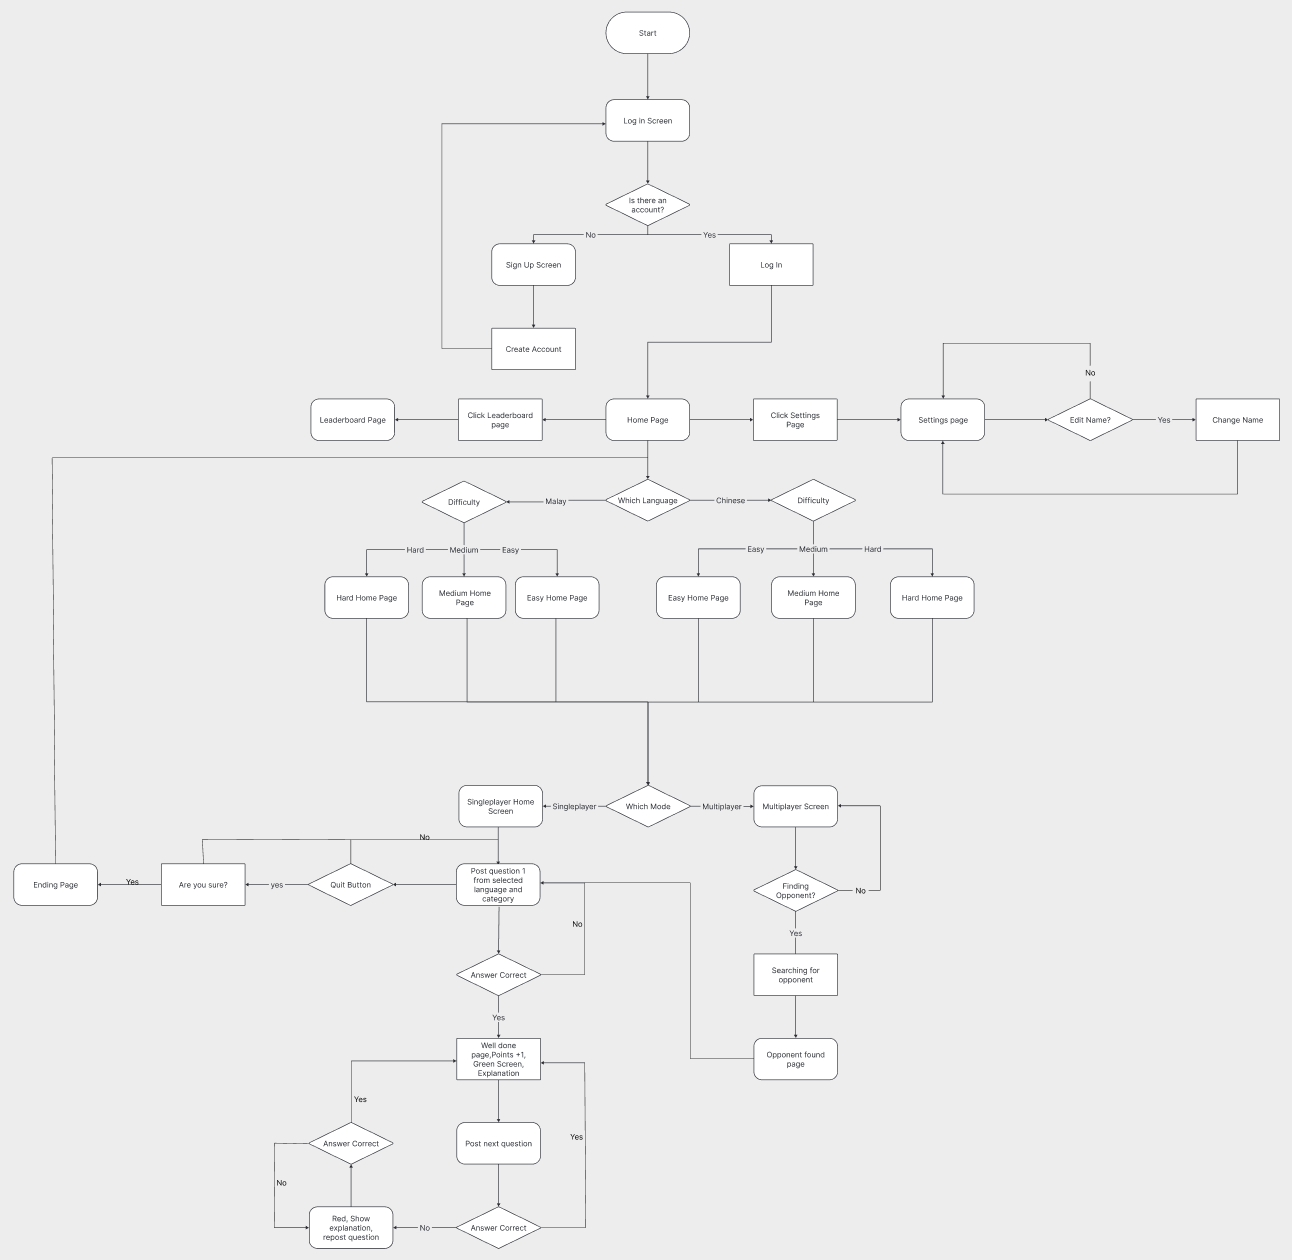 Start
Log in Screen
Is there an
account?
No
Yes
Sign Up Screen
Log In
Create Account
No
Leaderboard Page
Click Leaderboard
page
Home Page
Click Settings
Page
Settings page
Edit Name?
Yes
Change Name
Difficulty
Malay
Which Language
Chinese
Difficulty
Hard
Medium
Easy
Easy
Medium
Hard
Hard Home Page
Medium Home
Page
Easy Home Page
Easy Home Page
Medium Home
Page
Hard Home Page
Singleplayer Home
Screen
Singleplayer
Which Mode
Multiplayer
Multiplayer Screen
No
Ending Page
Yes
Are you sure?
yes
Quit Button
Post question 1
from selected
language and
category
Finding
Opponent?
No
No
Yes
Answer Correct
Searching for
opponent
Yes
Well done
page,Points +1,
Green Screen,
Explanation
Opponent found
page
Yes
Answer Correct
Post next question
Yes
No
Red, Show
explanation,
repost question
No
Answer Correct